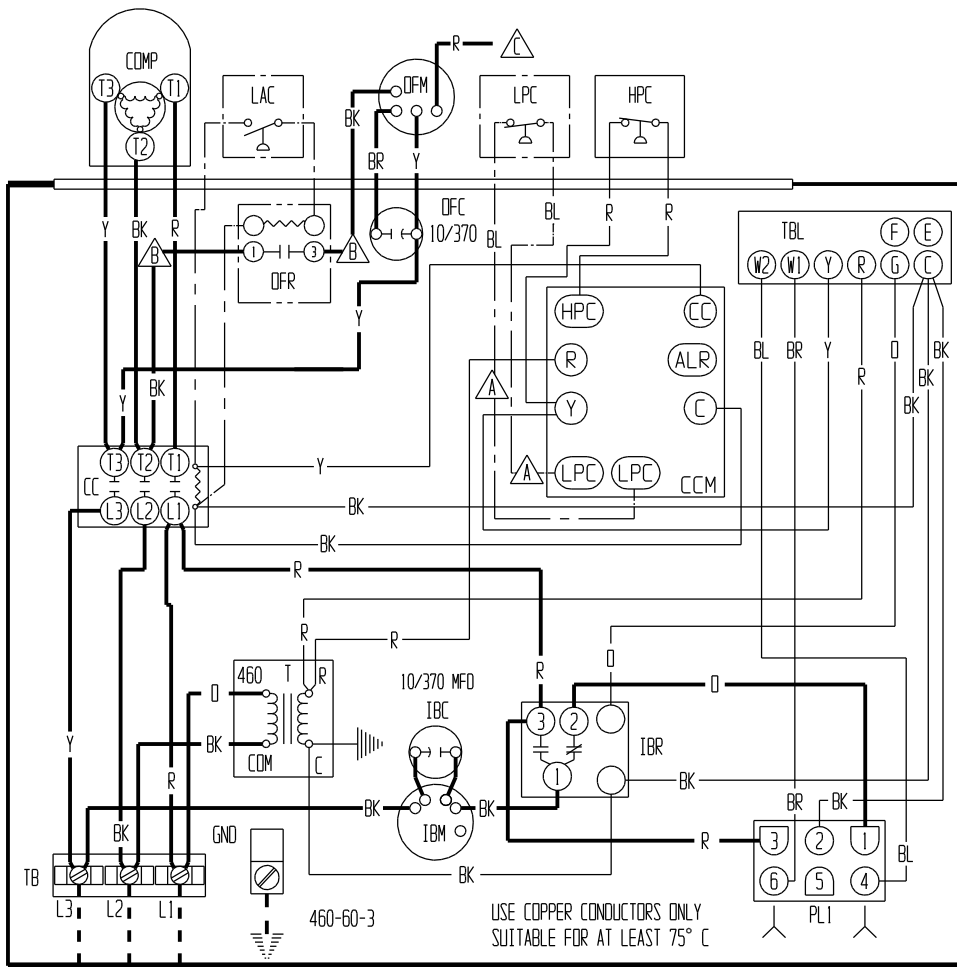 R
C
COMP
OFM
T3
T1
LAC
LPC
HPC
T2
BK
BR
Y
OFC
10/370
BL
BL
R
R
Y
BK
R
B
1
3
B
OFR
TBL
F
E
W2
W1
Y
R
G
C
Y
HPC
CC
BL
BR
Y
R
O
BK
BK
BK
R
ALR
A
Y
BK
Y
C
T3
T2
T1
CC
Y
A
LPC
LPC
CCM
L3
L2
L1
BK
BK
R
R
R
O
460
T
R
10/370 MFD
IBC
R
O
O
3
2
1
IBR
Y
BK
COM
C
R
BK
BK
BK
IBM
BK
BR
BK
BK
GND
R
3
2
1
BL
TB
BK
6
5
4
L3
L2
L1
460-60-3
USE COPPER CONDUCTORS ONLY
SUITABLE FOR AT LEAST 75° C
PL1